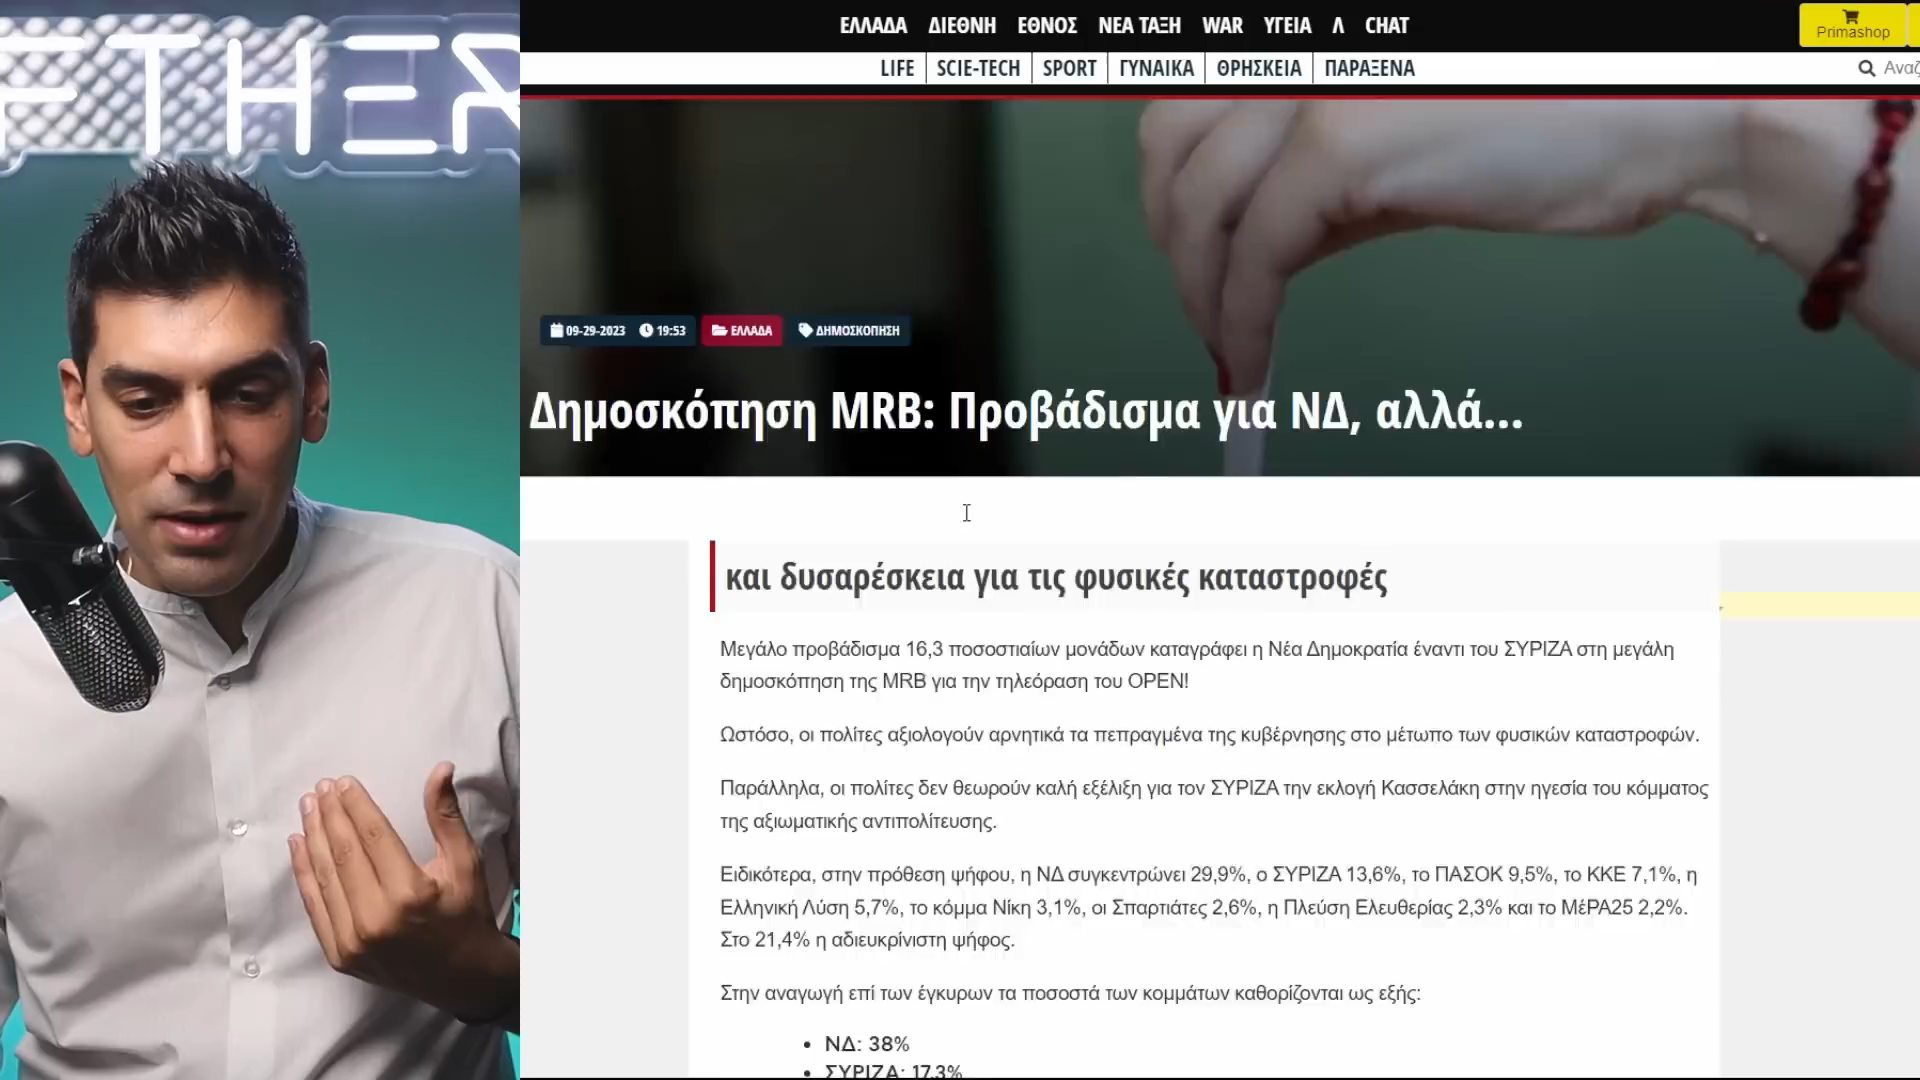 FTHER
ΕΛΛΑΔΑ ΔΙΕΘΝΗ ΕΘΝΟΣ ΝΕΑ ΤΑΞΗ WAR ΥΓΕΙΑ Λ CHAT
Primashop
LIFE SCIE-TECH SPORT ΓΥΝΑΙΚΑ ΘΡΗΣΚΕΙΑ ΠΑΡΑΞΕΝΑ
Αναζ
09-29-2023 19:53 ΕΛΛΑΔΑ ΔΗΜΟΣΚΟΠΗΣΗ
Δημοσκόπηση MRB: Προβάδισμα για ΝΔ, αλλά...
και δυσαρέσκεια για τις φυσικές καταστροφές
Μεγάλο προβάδισμα 16,3 ποσοστιαίων μονάδων καταγράφει η Νέα Δημοκρατία έναντι του ΣΥΡΙΖΑ στη μεγάλη
δημοσκόπηση της MRB για την τηλεόραση του OPEN!
Ωστόσο, οι πολίτες αξιολογούν αρνητικά τα πεπραγμένα της κυβέρνησης στο μέτωπο των φυσικών καταστροφών.
Παράλληλα, οι πολίτες δεν θεωρούν καλή εξέλιξη για τον ΣΥΡΙΖΑ την εκλογή Κασσελάκη στην ηγεσία του κόμματος
της αξιωματικής αντιπολίτευσης.
Ειδικότερα, στην πρόθεση ψήφου, η ΝΔ συγκεντρώνει 29,9%, ο ΣΥΡΙΖΑ 13,6%, το ΠΑΣΟΚ 9,5%, το ΚΚΕ 7,1%, η
Ελληνική Λύση 5,7%, το κόμμα Νίκη 3,1%, οι Σπαρτιάτες 2,6%, η Πλεύση Ελευθερίας 2,3% και το ΜέΡΑ25 2,2%.
Στο 21,4% η αδιευκρίνιστη ψήφος.
Στην αναγωγή επί των έγκυρων τα ποσοστά των κομμάτων καθορίζονται ως εξής:
• ΝΔ: 38%
• ΣΥΡΙΖΑ: 17,3%